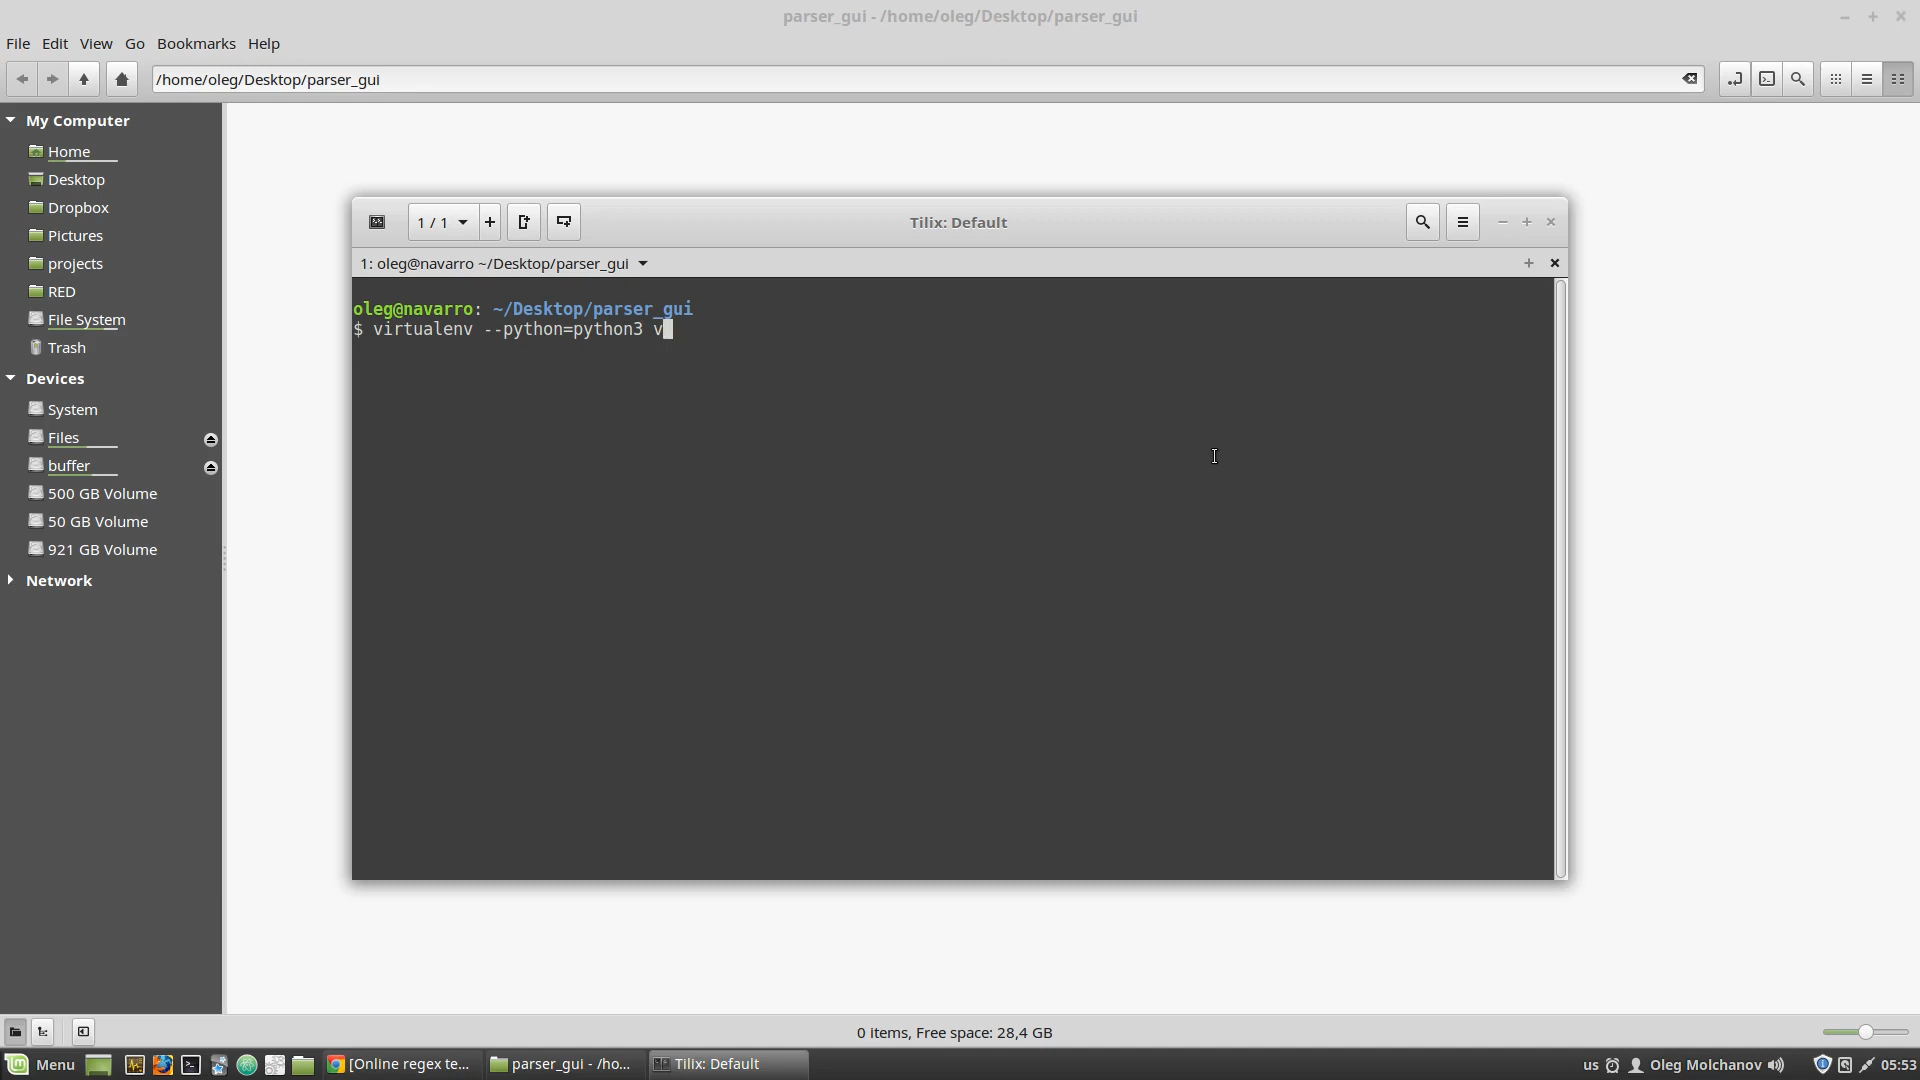 parser_gui - /home/oleg/Desktop/parser_gui
File Edit View Go Bookmarks Help
/home/oleg/Desktop/parser_gui
My Computer
Home
Desktop
Dropbox
Pictures
projects
RED
File System
Trash
Devices
System
Files
buffer
500 GB Volume
50 GB Volume
921 GB Volume
Network
1 / 1
Tilix: Default
1: oleg@navarro ~/Desktop/parser_gui
oleg@navarro: ~/Desktop/parser_gui
$ virtualenv --python=python3 v
0 items, Free space: 28,4 GB
Menu
[Online regex te...
parser_gui - /ho...
Tilix: Default
us
Oleg Molchanov
05:53